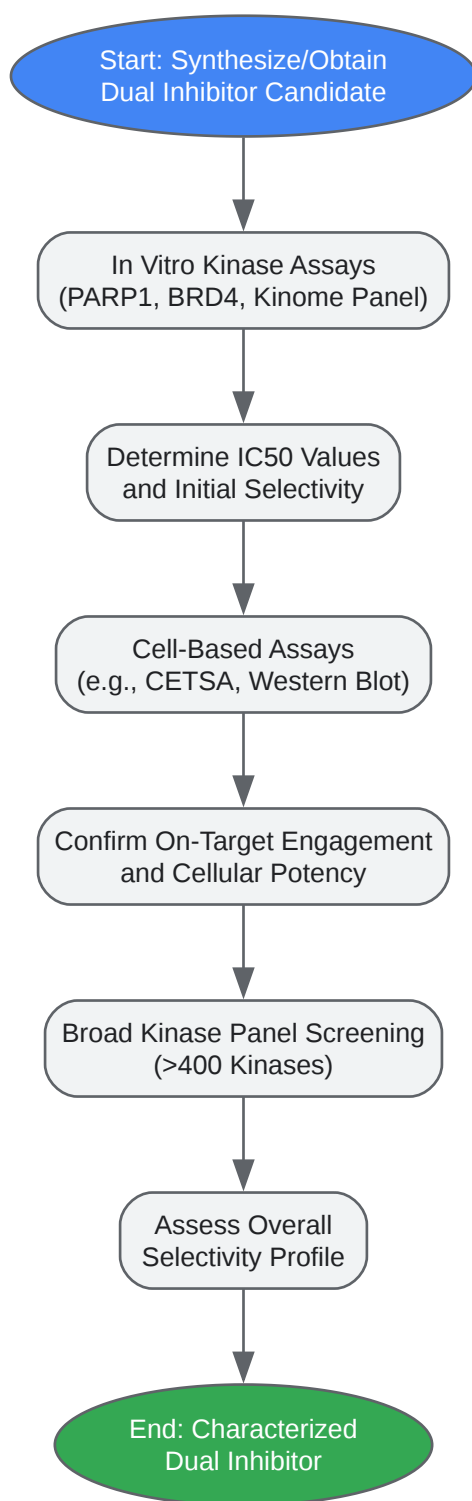 Start: Synthesize/Obtain
Dual Inhibitor Candidate
In Vitro Kinase Assays
(PARP1, BRD4, Kinome Panel)
Determine IC50 Values
and Initial Selectivity
Cell-Based Assays
(e.g., CETSA, Western Blot)
Confirm On-Target Engagement
and Cellular Potency
Broad Kinase Panel Screening
(>400 Kinases)
Assess Overall
Selectivity Profile
End: Characterized
Dual Inhibitor